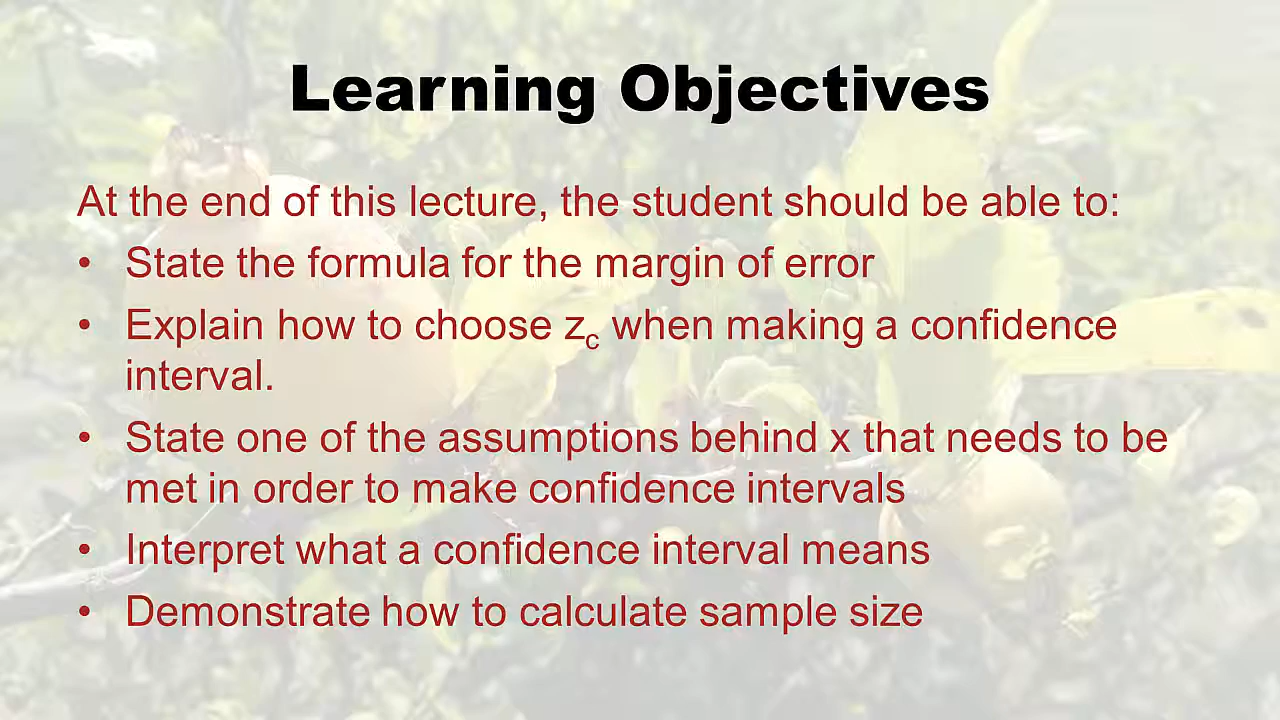 Learning Objectives
At the end of this lecture, the student should be able to:
• State the formula for the margin of error
• Explain how to choose zc when making a confidence
interval.
• State one of the assumptions behind x that needs to be
met in order to make confidence intervals
• Interpret what a confidence interval means
• Demonstrate how to calculate sample size